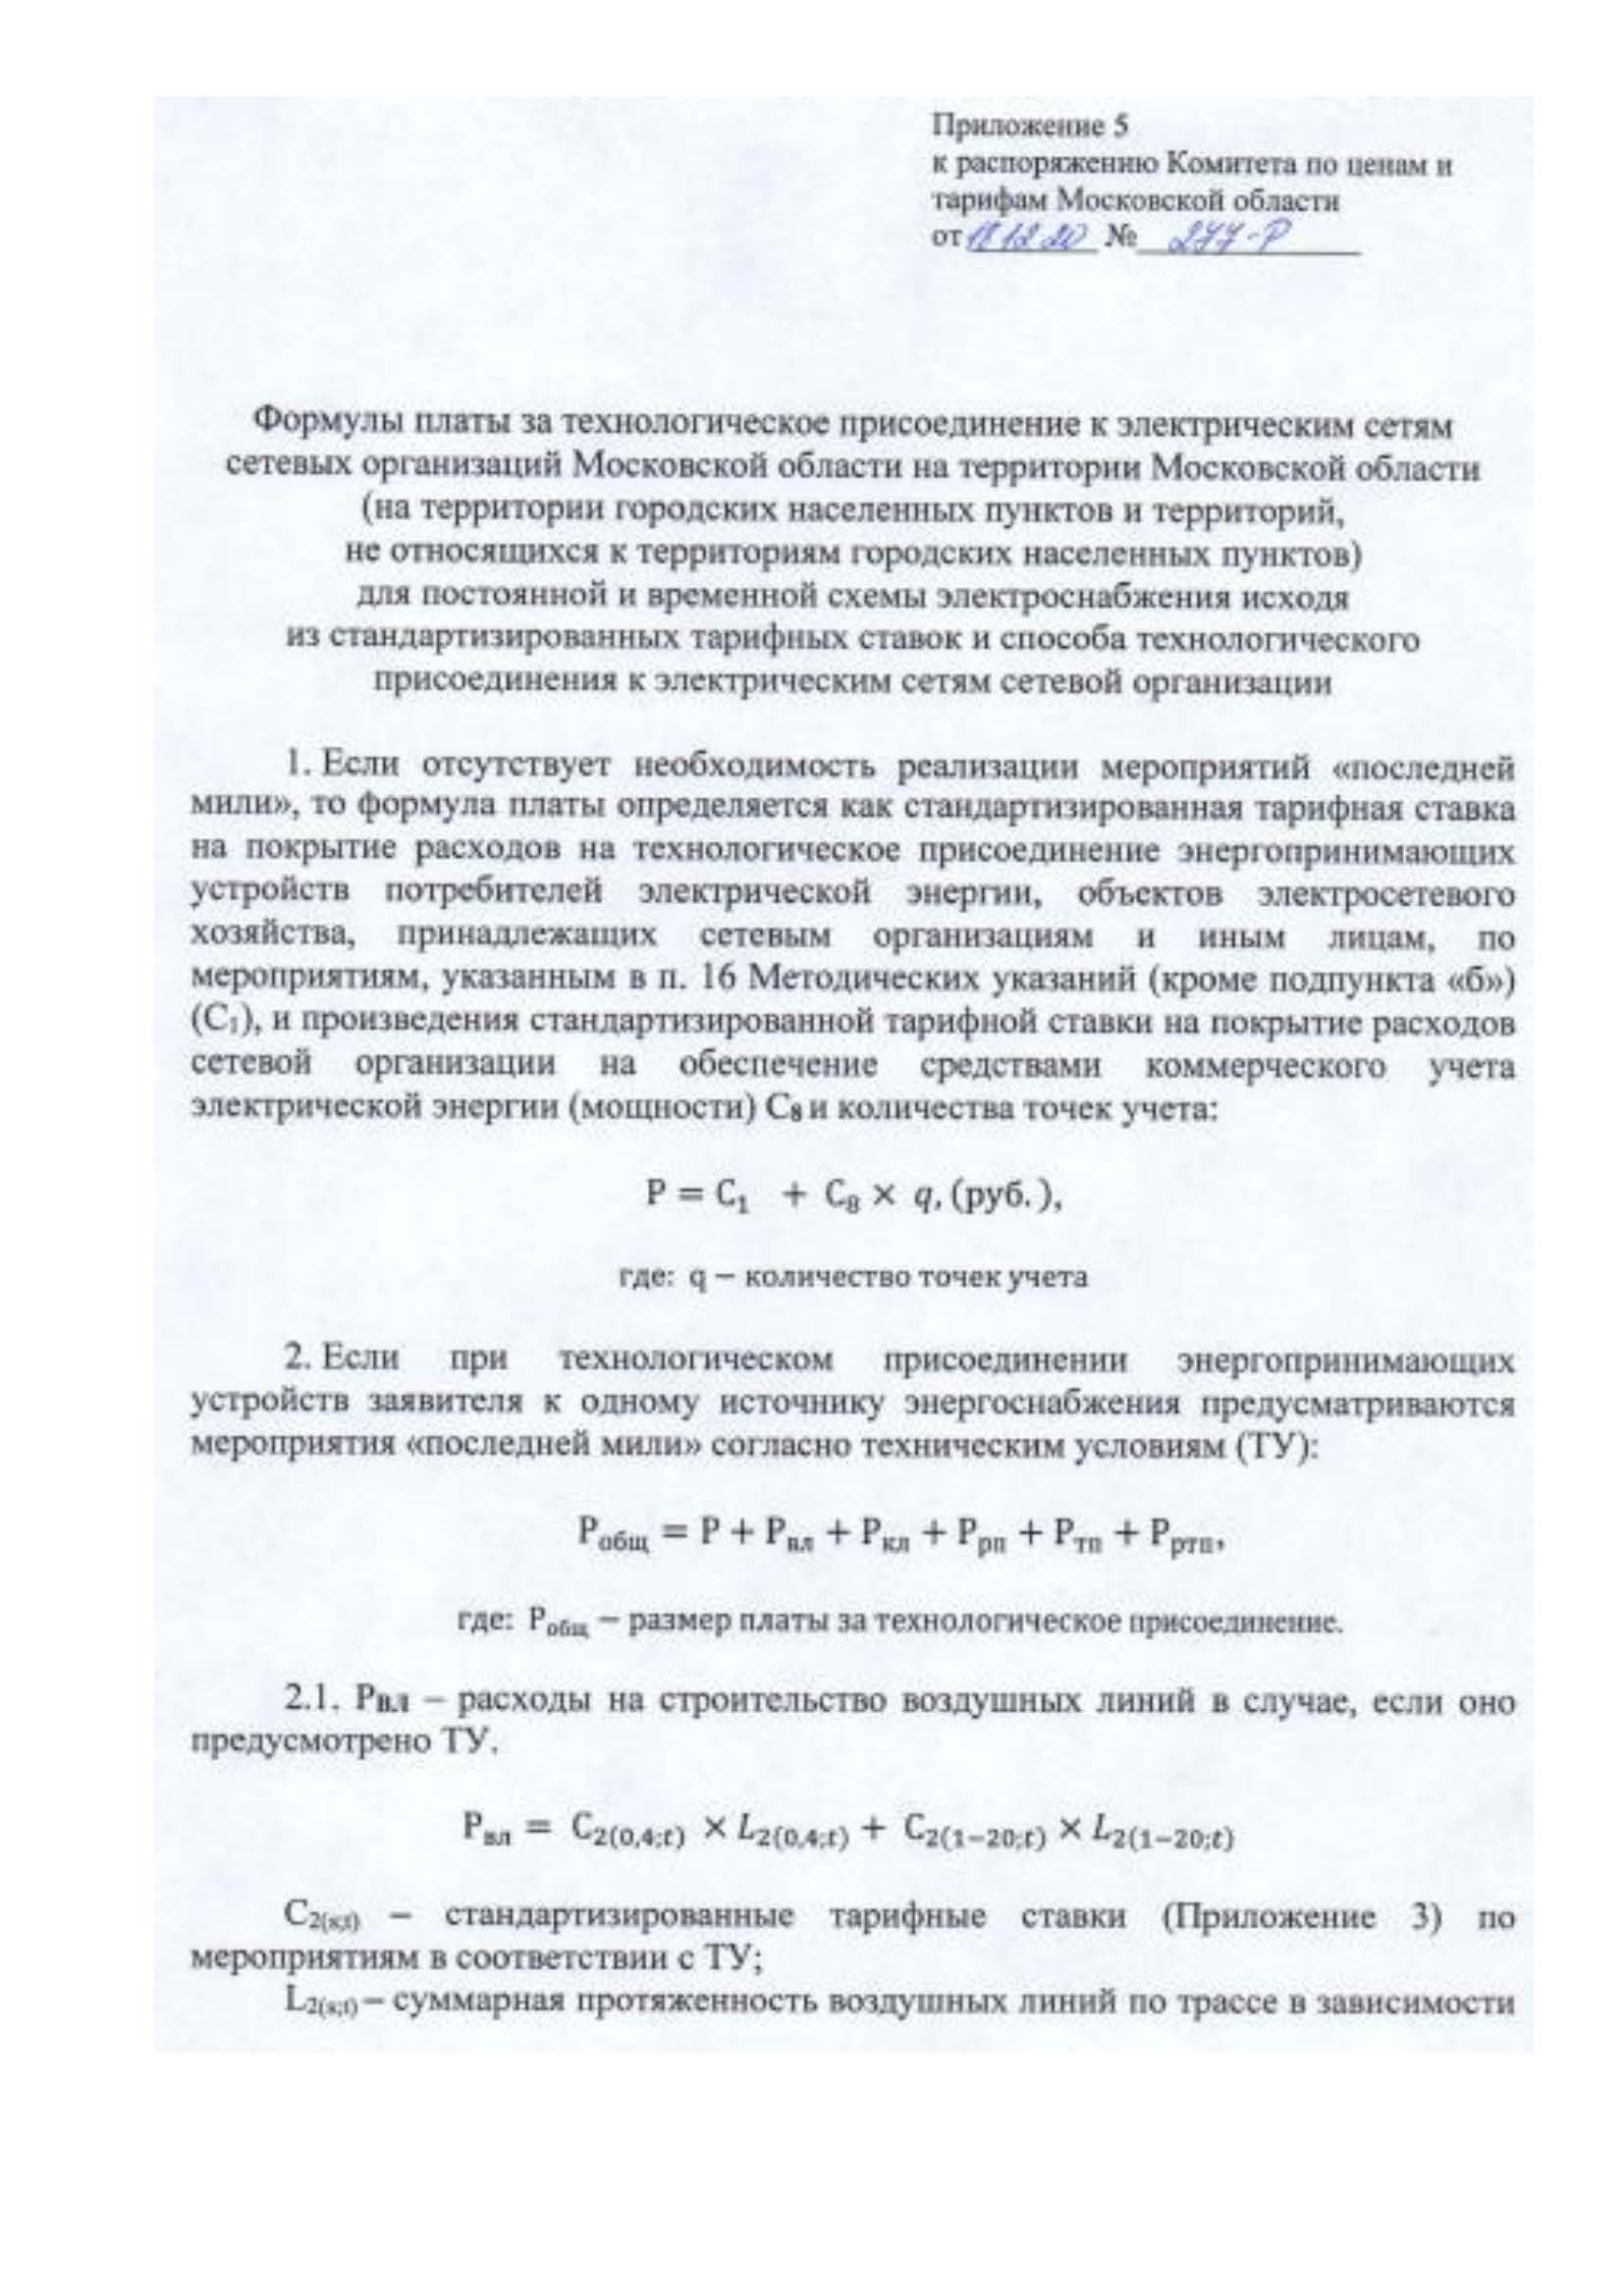 Приложение 5
к распоряжению Комитета по ценам и
тарифам Московской области
от 18.12.20 № 277-Р
Формулы платы за технологическое присоединение к электрическим сетям
сетевых организаций Московской области на территории Московской области
(на территории городских населенных пунктов и территорий,
не относящихся к территориям городских населенных пунктов)
для постоянной и временной схемы электроснабжения исходя
из стандартизированных тарифных ставок и способа технологического
присоединения к электрическим сетям сетевой организации
1. Если отсутствует необходимость реализации мероприятий «последней
мили», то формула платы определяется как стандартизированная тарифная ставка
на покрытие расходов на технологическое присоединение энергопринимающих
устройств потребителей электрической энергии, объектов электросетевого
хозяйства, принадлежащих сетевым организациям и иным лицам, по
мероприятиям, указанным в п. 16 Методических указаний (кроме подпункта «б»)
(С₁), и произведения стандартизированной тарифной ставки на покрытие расходов
сетевой организации на обеспечение средствами коммерческого учета
электрической энергии (мощности) С₈ и количества точек учета:
P = C₁ + C₈ × q, (руб.),
где: q – количество точек учета
2. Если при технологическом присоединении энергопринимающих
устройств заявителя к одному источнику энергоснабжения предусматриваются
мероприятия «последней мили» согласно техническим условиям (ТУ):
Pобщ = P + Pвл + Pкл + Pрп + Pтп + Pртп,
где: Pобщ – размер платы за технологическое присоединение.
2.1. Рвл – расходы на строительство воздушных линий в случае, если оно
предусмотрено ТУ.
Pвл = C2(0,4;t) × L2(0,4;t) + C2(1–20;t) × L2(1–20;t)
C2(s;t) – стандартизированные тарифные ставки (Приложение 3) по
мероприятиям в соответствии с ТУ;
L2(s;t) – суммарная протяженность воздушных линий по трассе в зависимости